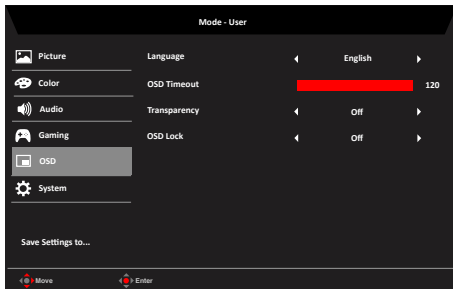 Mode - User
Picture
Language English
Color
OSD Timeout 120
Audio
Transparency Off
Gaming
OSD Lock Off
OSD
System
Save Settings to...
Move Enter